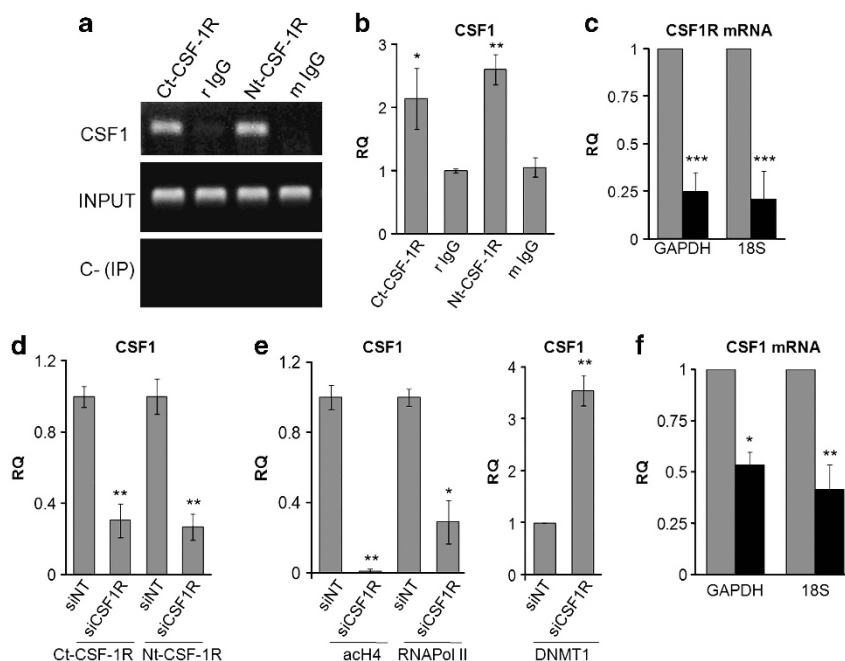 a
Ct-CSF-1R
r IgG
Nt-CSF-1R
m IgG
CSF1
INPUT
C- (IP)
b
CSF1
RQ
3
2
1
0
*
**
Ct-CSF-1R
r IgG
Nt-CSF-1R
m IgG
c
CSF1R mRNA
RQ
1
0.75
0.5
0.25
0
***
***
GAPDH
18S
d
CSF1
RQ
1.2
0.8
0.4
0
**
**
siNT
siCSF1R
siNT
siCSF1R
Ct-CSF-1R
Nt-CSF-1R
e
CSF1
RQ
1.2
0.8
0.4
0
**
*
siNT
siCSF1R
siNT
siCSF1R
acH4
RNAPol II
CSF1
RQ
4
3
2
1
0
**
siNT
siCSF1R
DNMT1
f
CSF1 mRNA
RQ
1
0.75
0.5
0.25
0
*
**
GAPDH
18S